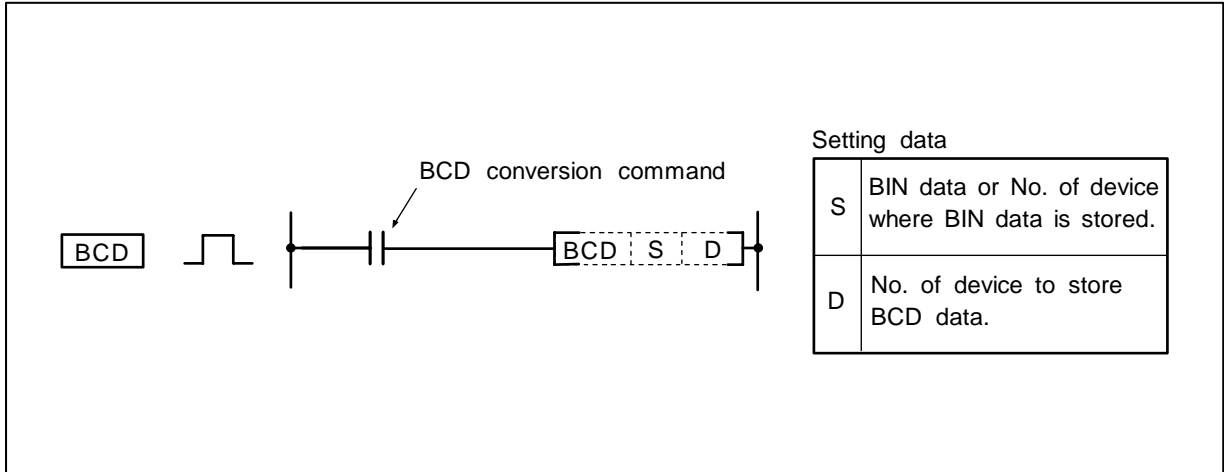 BCD conversion command
BCD
BCD S D
Setting data
S
BIN data or No. of device
where BIN data is stored.
D
No. of device to store
BCD data.